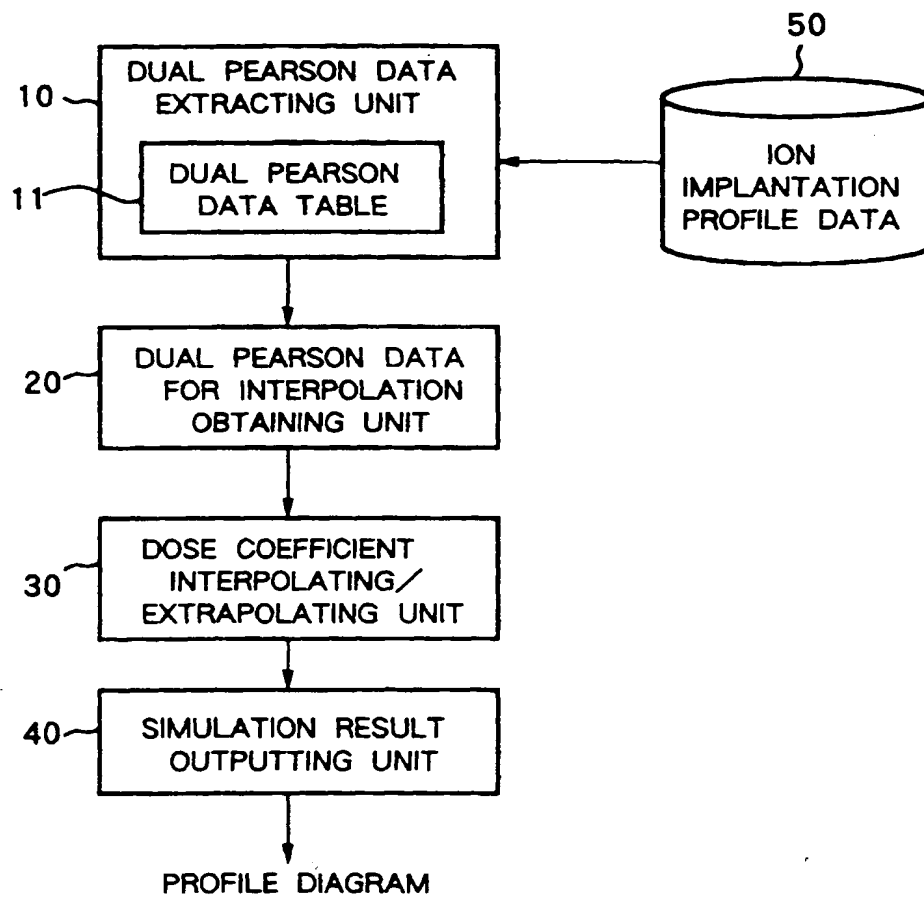 50
10
DUAL PEARSON DATA
EXTRACTING UNIT
11
DUAL PEARSON
DATA TABLE
ION
IMPLANTATION
PROFILE DATA
20
DUAL PEARSON DATA
FOR INTERPOLATION
OBTAINING UNIT
30
DOSE COEFFICIENT
INTERPOLATING/
EXTRAPOLATING UNIT
40
SIMULATION RESULT
OUTPUTTING UNIT
PROFILE DIAGRAM